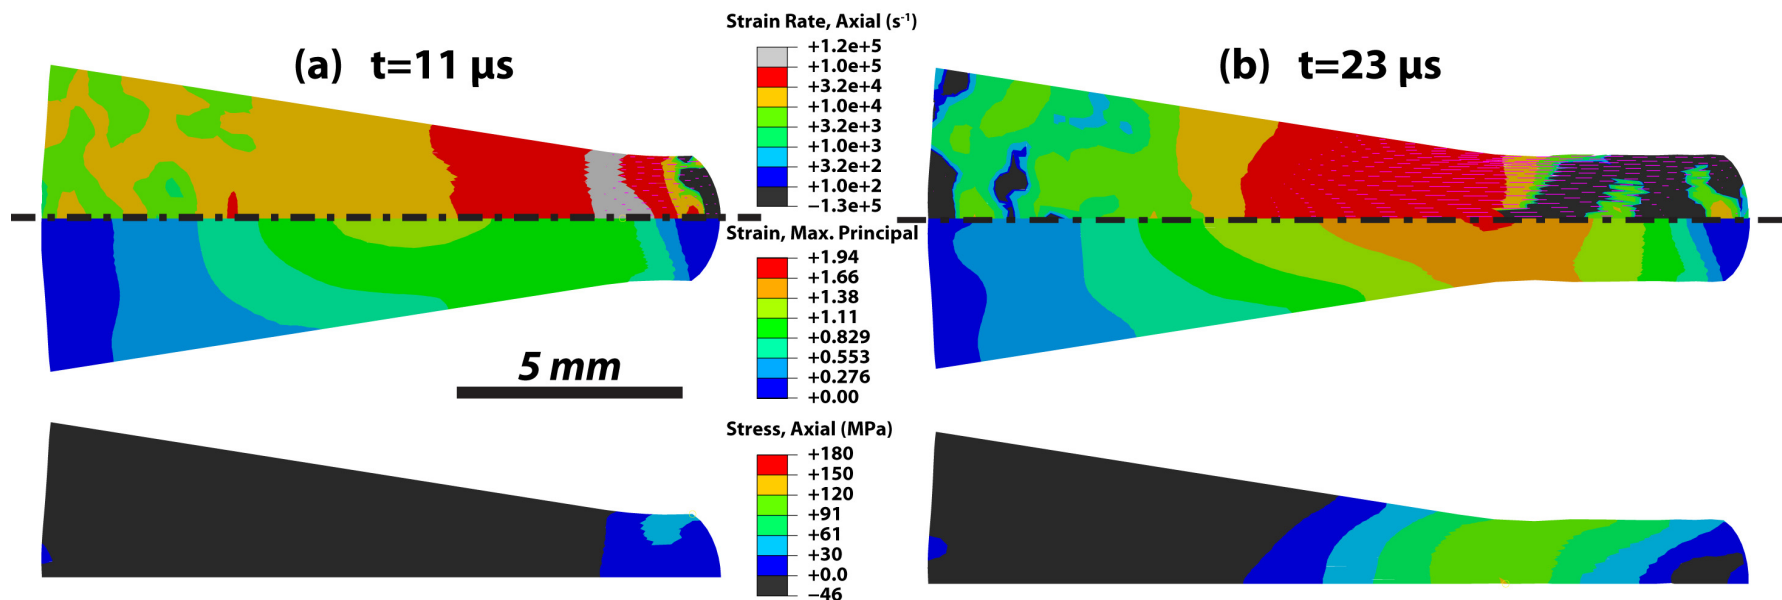 Strain Rate, Axial (s⁻¹)
(a) t=11 µs
(b) t=23 µs
+1.2e+5
+1.0e+5
+3.2e+4
+1.0e+4
+3.2e+3
+1.0e+3
+3.2e+2
+1.0e+2
−1.3e+5
Strain, Max. Principal
+1.94
+1.66
+1.38
+1.11
+0.829
+0.553
+0.276
+0.00
5 mm
Stress, Axial (MPa)
+180
+150
+120
+91
+61
+30
+0.0
−46